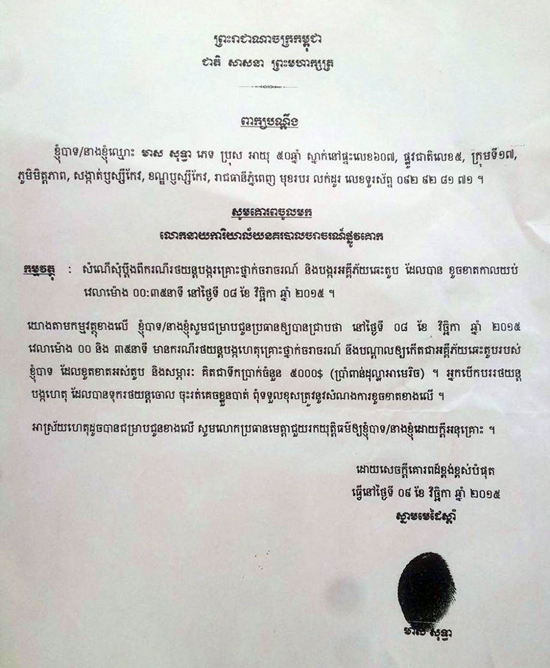 ព្រះរាជាណាចក្រកម្ពុជា
ជាតិ សាសនា ព្រះមហាក្សត្រ
ពាក្យបណ្តឹង
ខ្ញុំបាទ/នាងខ្ញុំឈ្មោះ មាស សុទ្ធា ភេទ ប្រុស អាយុ ៥០ឆ្នាំ ស្នាក់នៅផ្ទះលេខ៦០៧, ផ្លូវជាតិលេខ៥, ក្រុមទី១៧,
ភូមិមិត្តភាព, សង្កាត់ឫស្សីកែវ, ខណ្ឌឫស្សីកែវ, រាជធានីភ្នំពេញ មុខរបរ លក់ដូរ លេខទូរស័ព្ទ ០៩២ ៩២ ៨១ ៧១ ។
សូមគោរពចូលមក
លោកនាយការិយាល័យនគរបាលចរាចរណ៍ផ្លូវគោក
កម្មវត្ថុ : សំណើសុំប្តឹងពីករណីរថយន្តបង្ករគ្រោះថ្នាក់ចរាចរណ៍ និងបង្ករអគ្គីភ័យឆេះតូប ដែលបាន ខូចខាតកាលយប់
វេលាម៉ោង ០០:៣៥នាទី នៅថ្ងៃទី ០៨ ខែ វិច្ឆិកា ឆ្នាំ ២០១៥ ។
យោងតាមកម្មវត្ថុខាងលើ ខ្ញុំបាទ/នាងខ្ញុំសូមជម្រាបជូនប្រធានឲ្យបានជ្រាបថា នៅថ្ងៃទី ០៨ ខែ វិច្ឆិកា ឆ្នាំ ២០១៥
វេលាម៉ោង ០០ និង ៣៥នាទី មានករណីរថយន្តបង្កហេតុគ្រោះថ្នាក់ចរាចរណ៍ និងបណ្តាលឲ្យកើតជាអគ្គីភ័យឆេះតូបរបស់
ខ្ញុំបាទ ដែលខូចខាតអស់តូប និងសម្ភារៈ គិតជាទឹកប្រាក់ចំនួន ៥០០០$ (ប្រាំពាន់ដុល្លាអាមេរិច) ។ អ្នកបើកបររថយន្ត
បង្កហេតុ ដែលបានទុករថយន្តចោល ចុះរត់គេចខ្លួនបាត់ ពុំទទួលខុសត្រូវនូវសំណងការខូចខាតខាងលើ ។
អាស្រ័យហេតុដូចបានជម្រាបជូនខាងលើ សូមលោកប្រធានមេត្តាជួយរកយុត្តិធម៌ឲ្យខ្ញុំបាទ/នាងខ្ញុំដោយក្តីអនុគ្រោះ ។
ដោយសេចក្តីគោរពដ៏ខ្ពង់ខ្ពស់បំផុត
ធ្វើនៅថ្ងៃទី ០៩ ខែ វិច្ឆិកា ឆ្នាំ ២០១៥
ស្នាមមេដៃស្តាំ
មាស សុទ្ធា